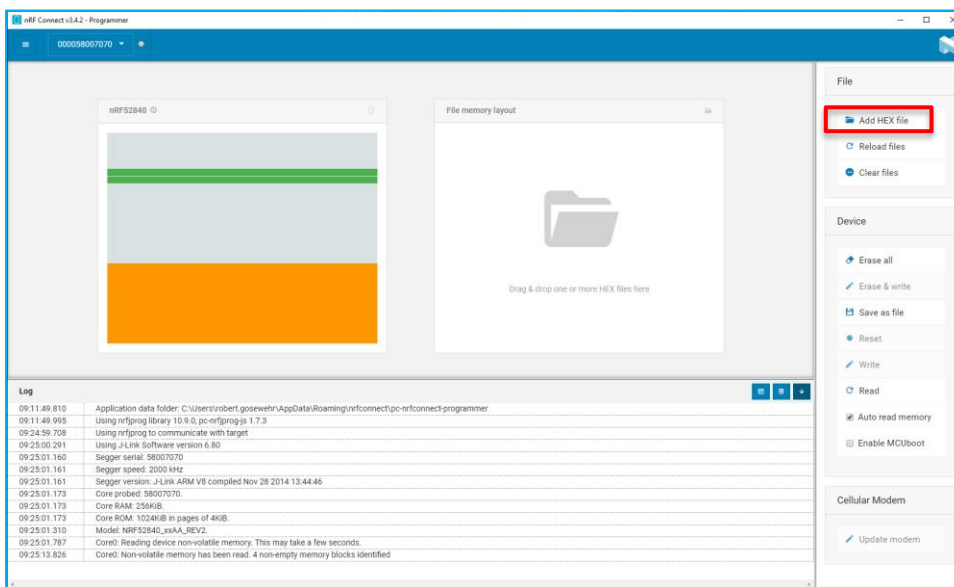 nRF Connect v3.4.2 - Programmer
000058007070
nRF52840
File memory layout
Drag & drop one or more HEX files here
File
Add HEX file
Reload files
Clear files
Device
Erase all
Erase & write
Save as file
Reset
Write
Read
Auto read memory
Enable MCUboot
Cellular Modem
Update modem
Log
09:11:49.810 Application data folder: C:\Users\robert.gosewehr\AppData\Roaming\nrfconnect\pc-nrfconnect-programmer
09:11:49.995 Using nrfjprog library 10.9.0, pc-nrfjprog-js 1.7.3
09:24:59.708 Using nrfjprog to communicate with target
09:25:00.291 Using J-Link Software version 6.80
09:25:01.160 Segger serial: 58007070
09:25:01.161 Segger speed: 2000 kHz
09:25:01.161 Segger version: J-Link ARM V8 compiled Nov 28 2014 13:44:46
09:25:01.173 Core probed: 58007070.
09:25:01.173 Core RAM: 256KiB.
09:25:01.173 Core ROM: 1024KiB in pages of 4KiB.
09:25:01.310 Model: NRF52840_xxAA_REV2.
09:25:01.787 Core0: Reading device non-volatile memory. This may take a few seconds.
09:25:13.826 Core0: Non-volatile memory has been read. 4 non-empty memory blocks identified